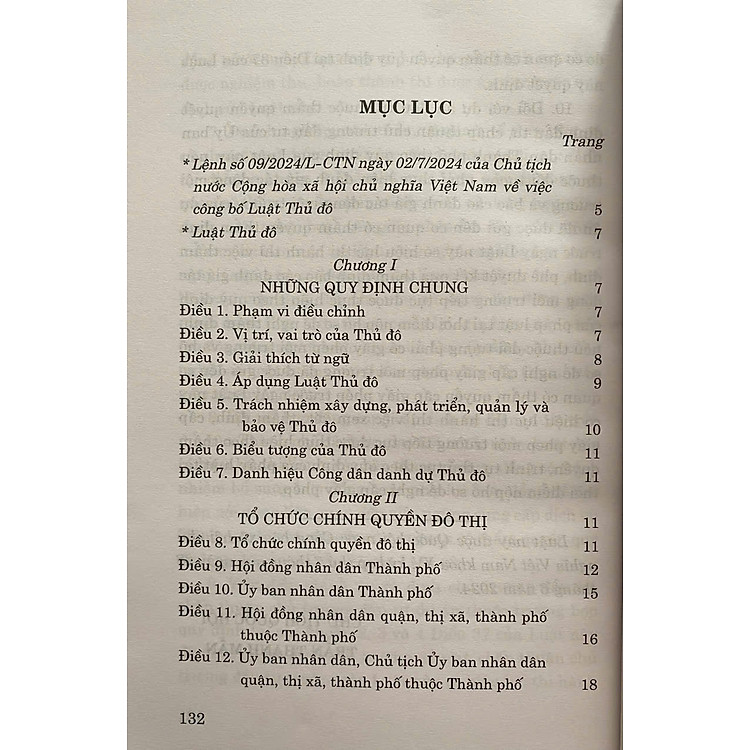 MỤC LỤC
Trang
* Lệnh số 09/2024/L-CTN ngày 02/7/2024 của Chủ tịch
nước Cộng hòa xã hội chủ nghĩa Việt Nam về việc
công bố Luật Thủ đô 5
* Luật Thủ đô 7
Chương I
NHỮNG QUY ĐỊNH CHUNG 7
Điều 1. Phạm vi điều chỉnh 7
Điều 2. Vị trí, vai trò của Thủ đô 7
Điều 3. Giải thích từ ngữ 8
Điều 4. Áp dụng Luật Thủ đô 9
Điều 5. Trách nhiệm xây dựng, phát triển, quản lý và
bảo vệ Thủ đô 10
Điều 6. Biểu tượng của Thủ đô 11
Điều 7. Danh hiệu Công dân danh dự Thủ đô 11
Chương II
TỔ CHỨC CHÍNH QUYỀN ĐÔ THỊ 11
Điều 8. Tổ chức chính quyền đô thị 11
Điều 9. Hội đồng nhân dân Thành phố 12
Điều 10. Ủy ban nhân dân Thành phố 15
Điều 11. Hội đồng nhân dân quận, thị xã, thành phố
thuộc Thành phố 16
Điều 12. Ủy ban nhân dân, Chủ tịch Ủy ban nhân dân
quận, thị xã, thành phố thuộc Thành phố 18
132